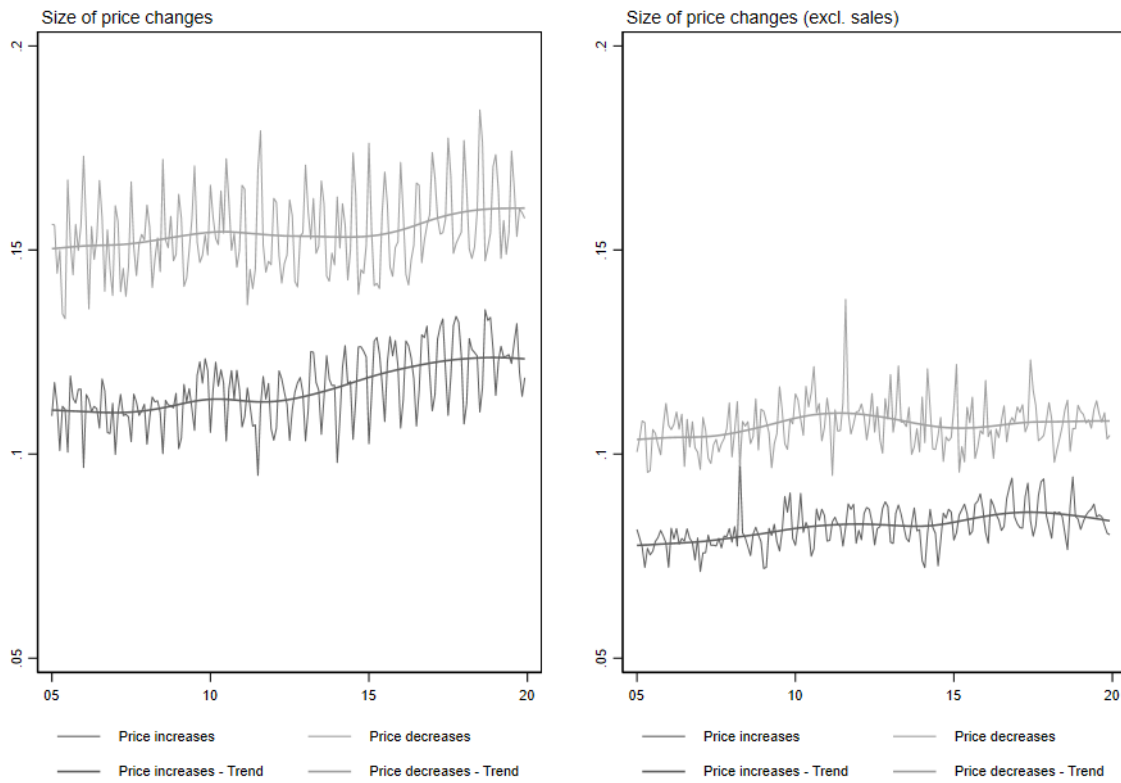 Size of price changes
.2
.15
.1
.05
05 10 15 20
Price increases Price decreases
Price increases - Trend Price decreases - Trend
Size of price changes (excl. sales)
.2
.15
.1
.05
05 10 15 20
Price increases Price decreases
Price increases - Trend Price decreases - Trend